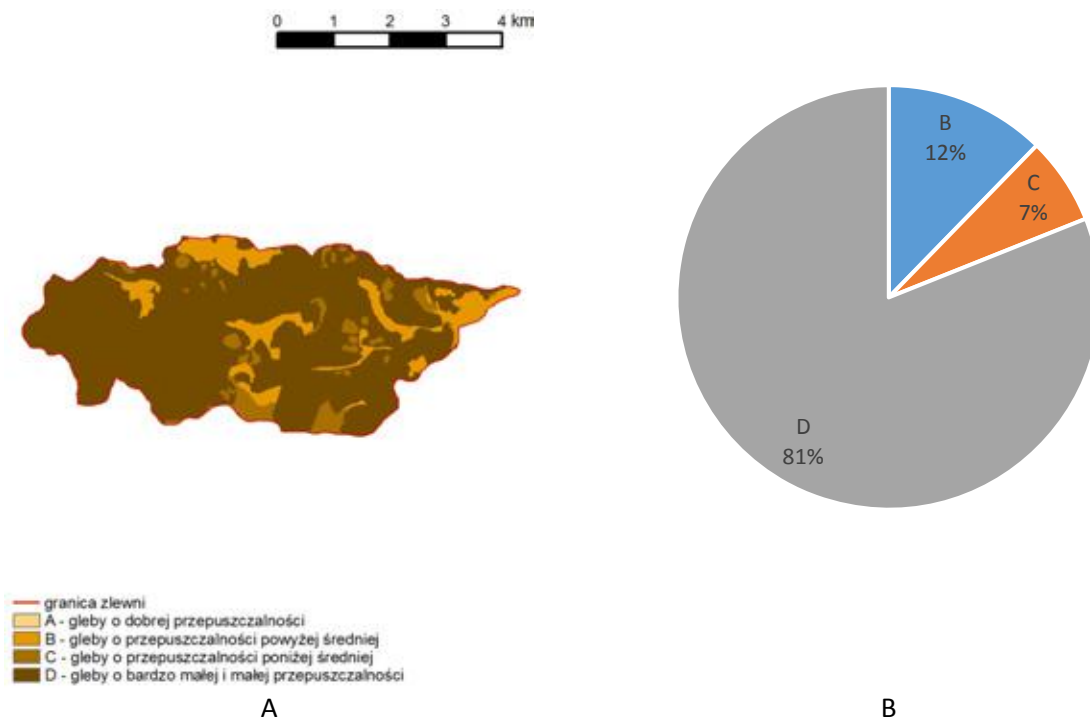 0 1 2 3 4 km
B
12%
C
7%
D
81%
granica zlewni
A - gleby o dobrej przepuszczalności
B - gleby o przepuszczalności powyżej średniej
C - gleby o przepuszczalności poniżej średniej
D - gleby o bardzo małej i małej przepuszczalności
A
B